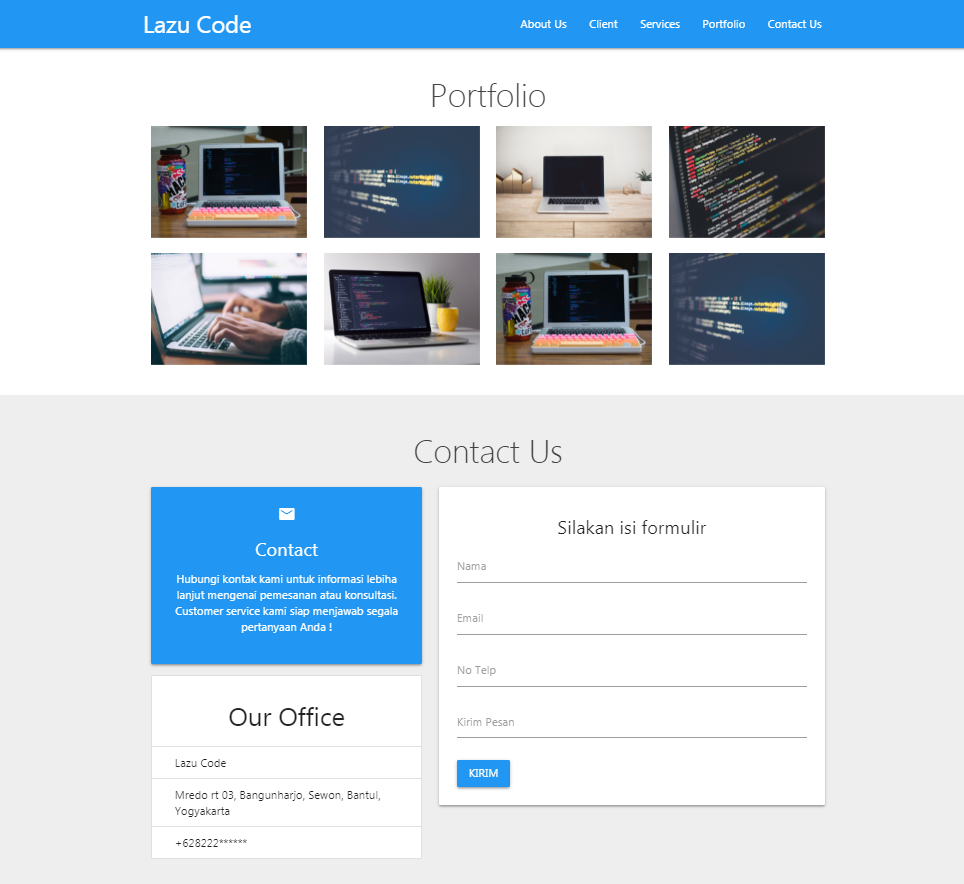 Lazu Code
About Us
Client
Services
Portfolio
Contact Us
Portfolio
Contact Us
Contact
Hubungi kontak kami untuk informasi lebiha
lanjut mengenai pemesanan atau konsultasi.
Customer service kami siap menjawab segala
pertanyaan Anda !
Our Office
Lazu Code
Mredo rt 03, Bangunharjo, Sewon, Bantul,
Yogyakarta
+628222******
Silakan isi formulir
Nama
Email
No Telp
Kirim Pesan
KIRIM